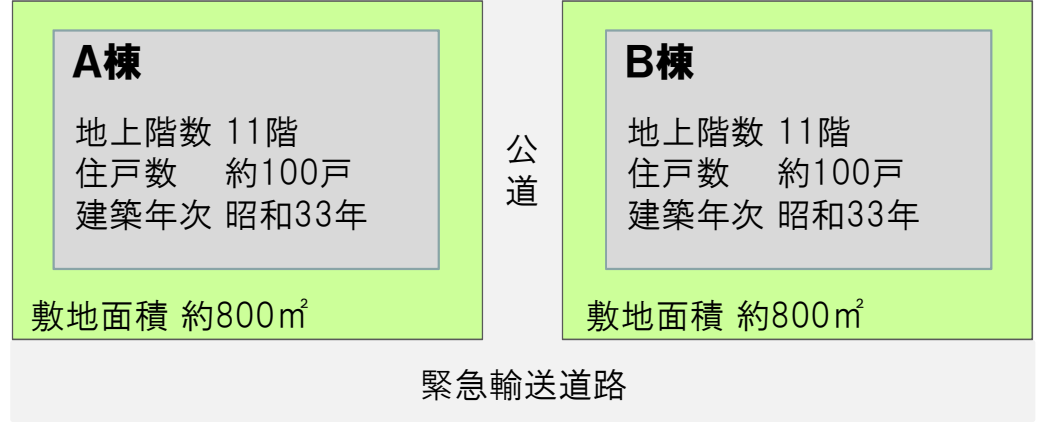 A棟
地上階数 11階
住戸数 約100戸
建築年次 昭和33年
敷地面積 約800㎡
公道
B棟
地上階数 11階
住戸数 約100戸
建築年次 昭和33年
敷地面積 約800㎡
緊急輸送道路